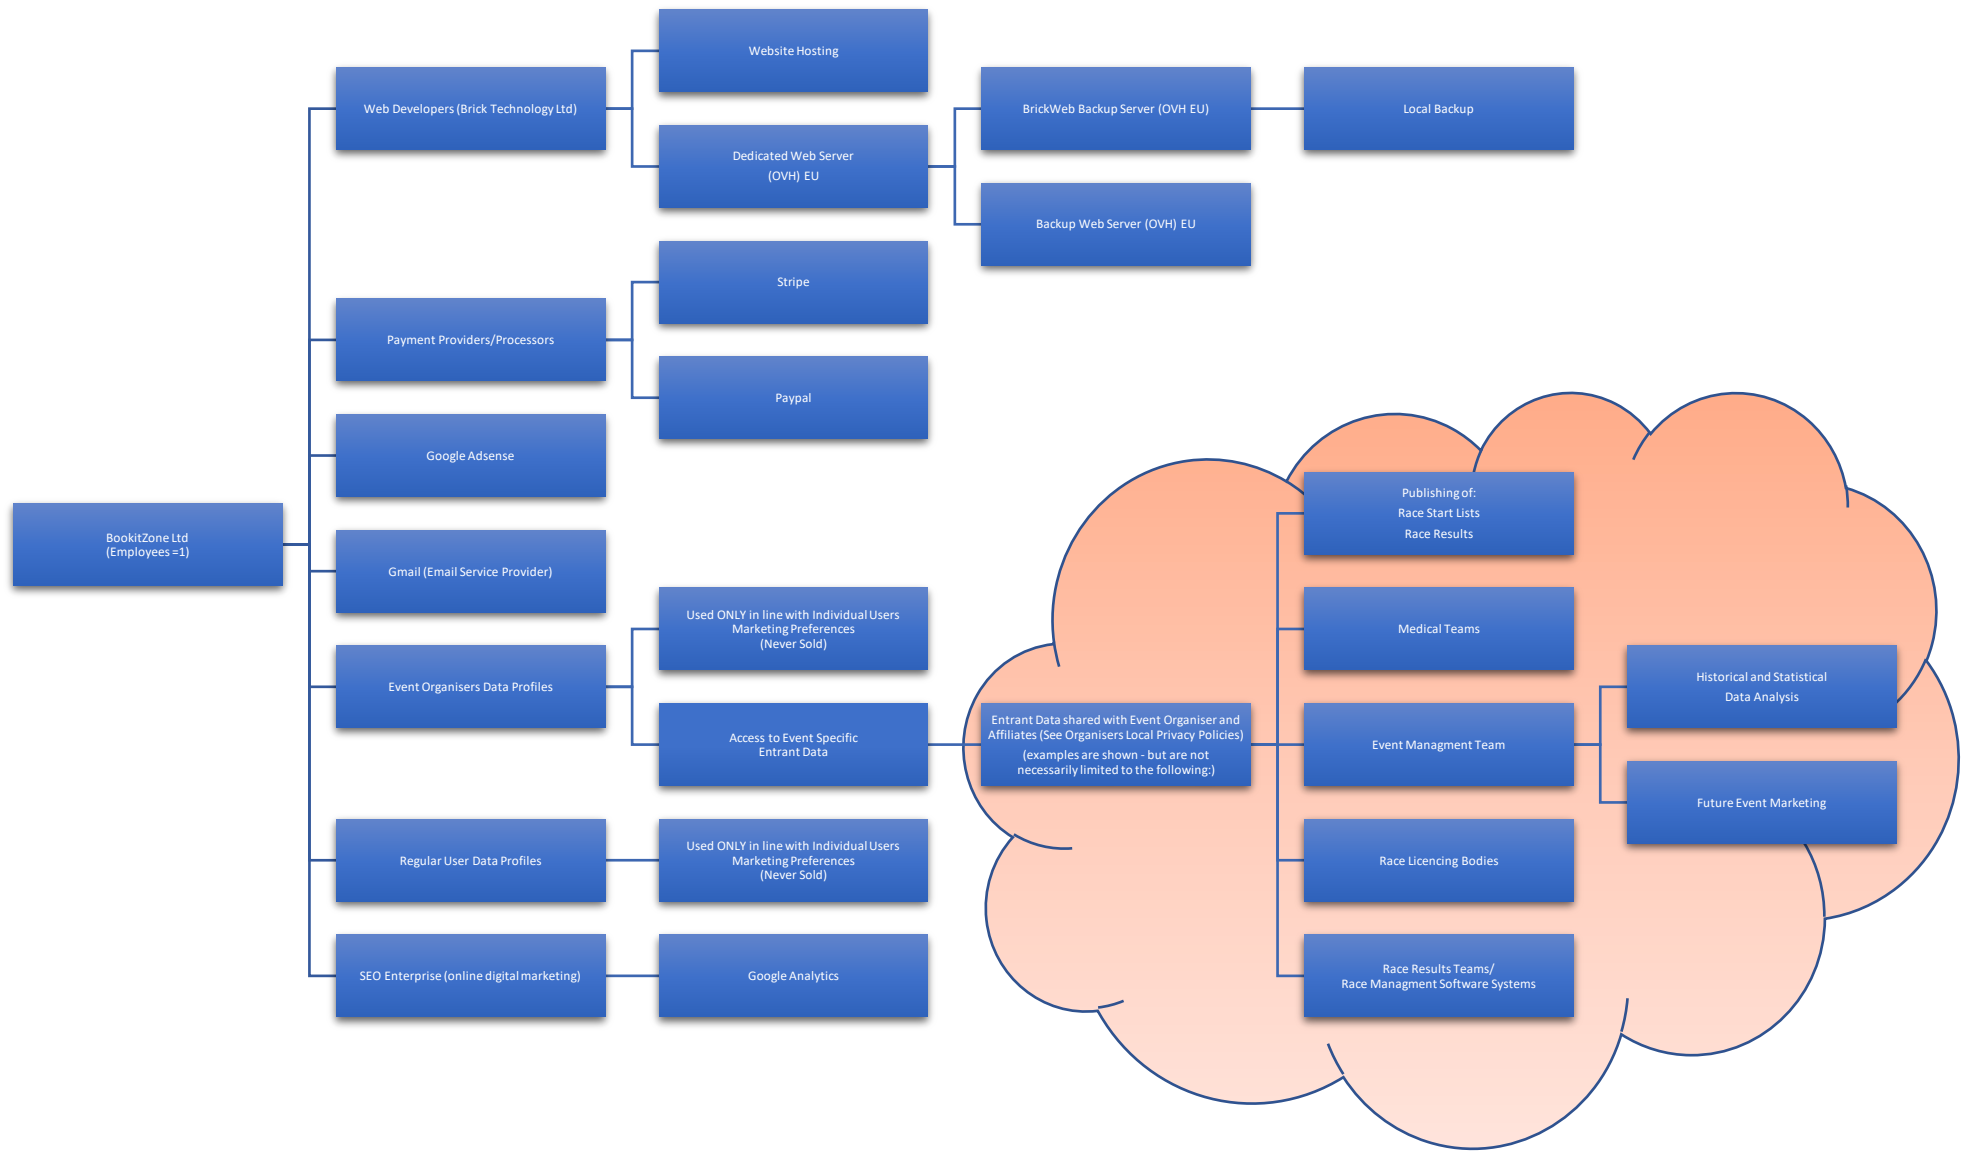 Website Hosting
Web Developers (Brick Technology Ltd)
BrickWeb Backup Server (OVH EU)
Local Backup
Dedicated Web Server
(OVH) EU
Backup Web Server (OVH) EU
Stripe
Payment Providers/Processors
Paypal
Google Adsense
BookitZone Ltd
(Employees =1)
Gmail (Email Service Provider)
Used ONLY in line with Individual Users
Marketing Preferences
(Never Sold)
Event Organisers Data Profiles
Access to Event Specific
Entrant Data
Entrant Data shared with Event Organiser and
Affiliates (See Organisers Local Privacy Policies)
(examples are shown - but are not
necessarily limited to the following:)
Publishing of:
Race Start Lists
Race Results
Medical Teams
Event Managment Team
Historical and Statistical
Data Analysis
Future Event Marketing
Race Licencing Bodies
Race Results Teams/
Race Managment Software Systems
Regular User Data Profiles
Used ONLY in line with Individual Users
Marketing Preferences
(Never Sold)
SEO Enterprise (online digital marketing)
Google Analytics